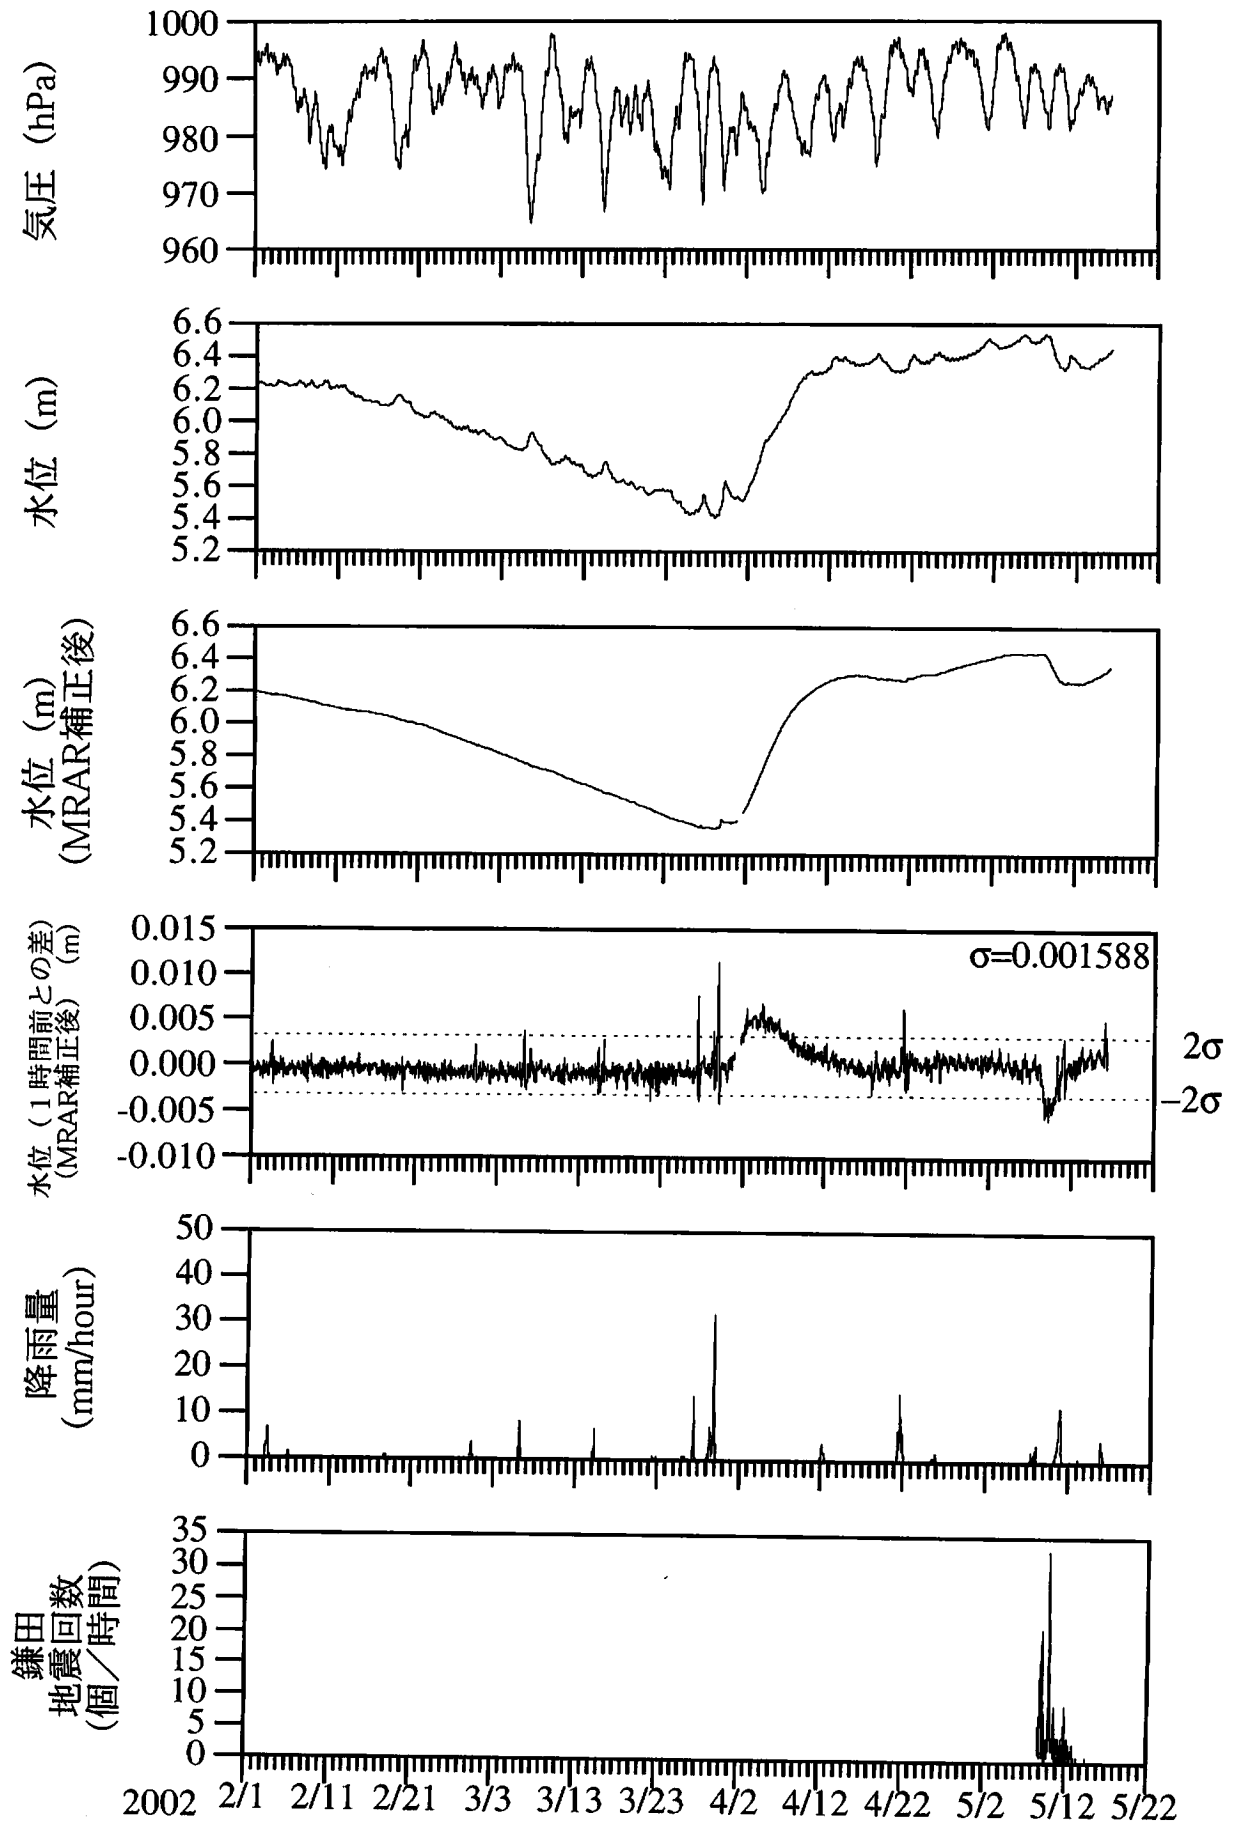 気圧 (hPa)
1000
990
980
970
960
水位 (m)
6.6
6.4
6.2
6.0
5.8
5.6
5.4
5.2
水位 (m)
(MRAR補正後)
6.6
6.4
6.2
6.0
5.8
5.6
5.4
5.2
水位 (1時間前との差)
(MRAR補正後) (m)
0.015
0.010
0.005
0.000
-0.005
-0.010
σ=0.001588
2σ
−2σ
降雨量
(mm/hour)
50
40
30
20
10
0
鎌田
地震回数
(個／時間)
35
30
25
20
15
10
5
0
2002 2/1 2/11 2/21 3/3 3/13 3/23 4/2 4/12 4/22 5/2 5/12 5/22